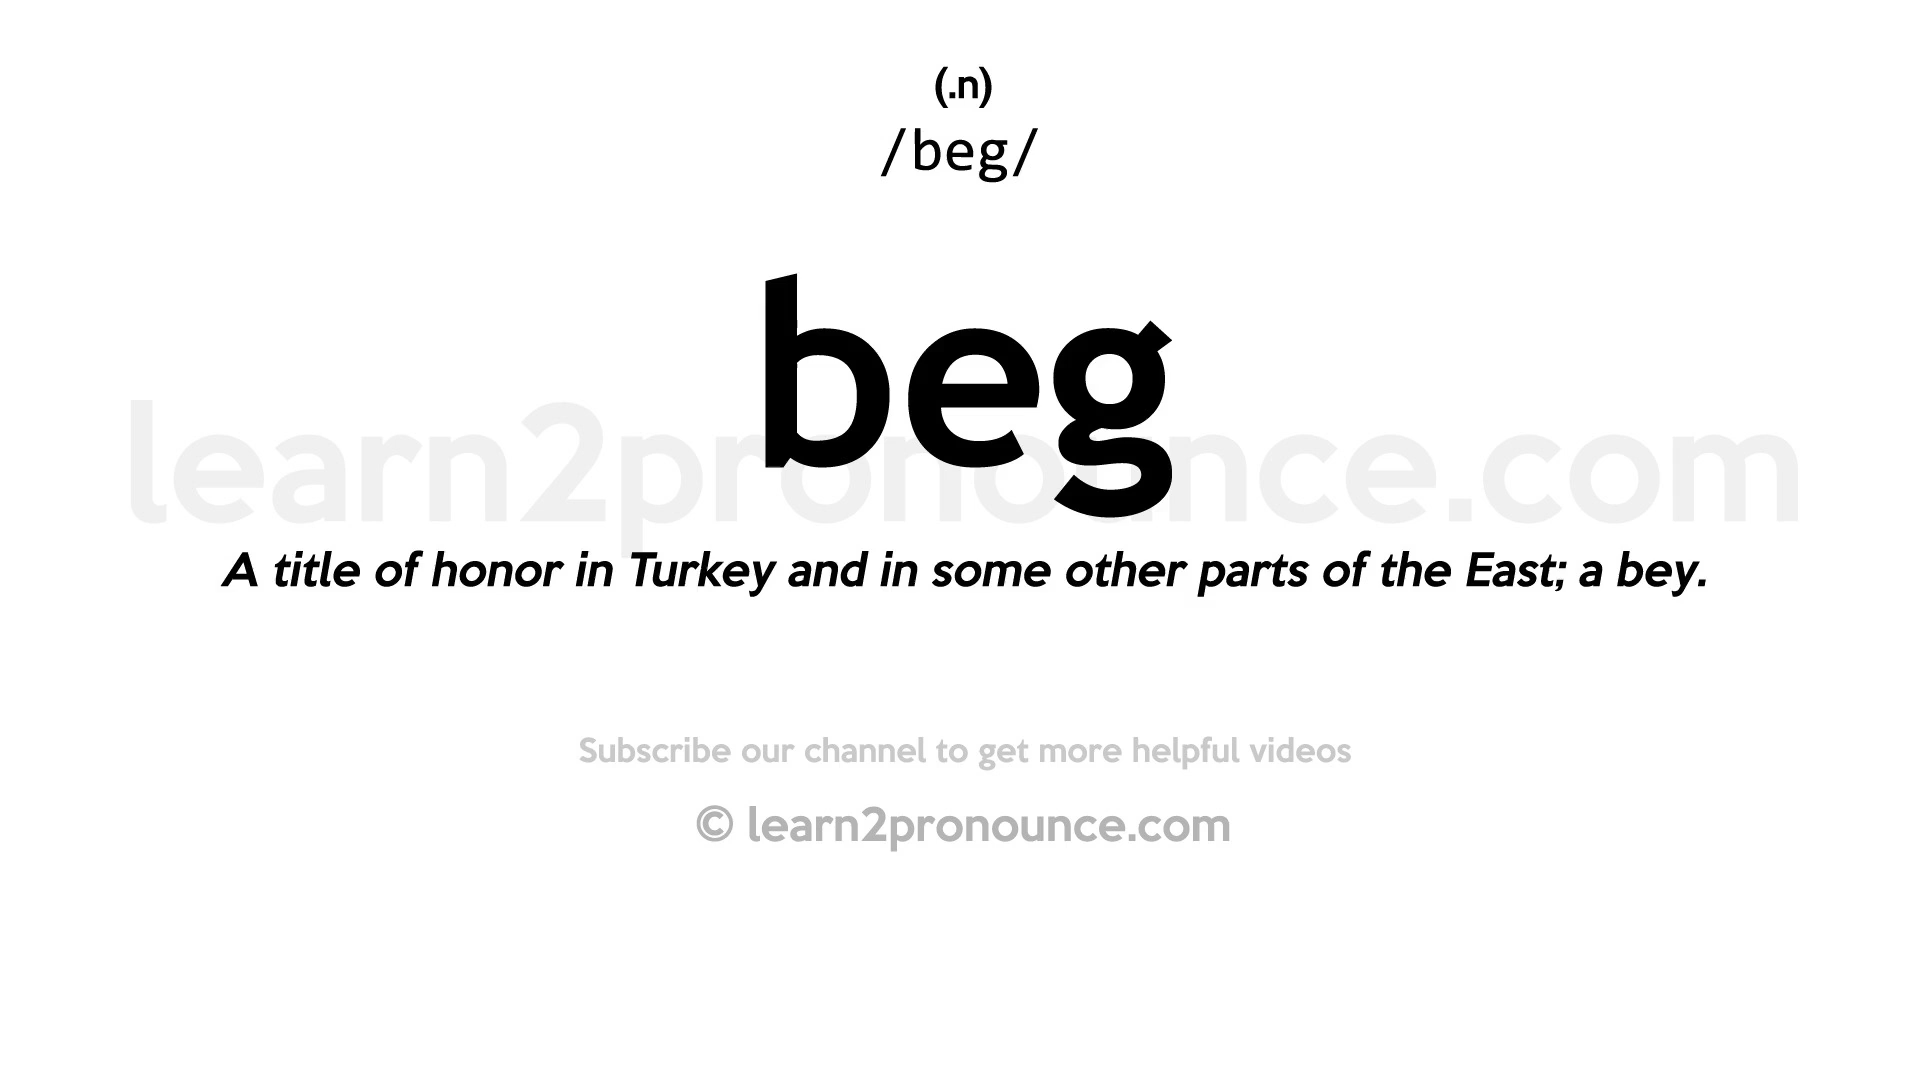 (.n)
/beg/
beg
learn2pronounce.com
A title of honor in Turkey and in some other parts of the East; a bey.
Subscribe our channel to get more helpful videos
© learn2pronounce.com